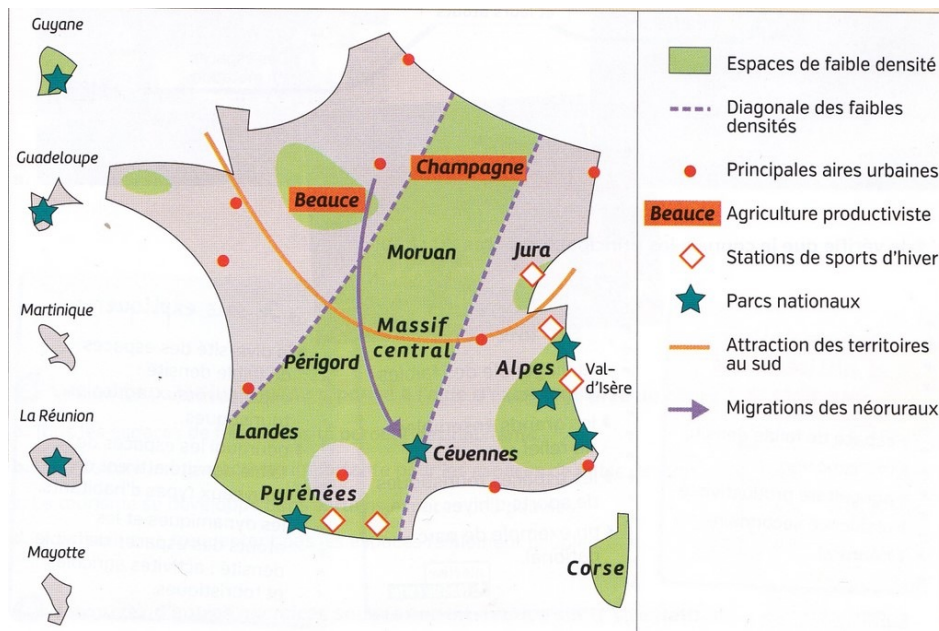 Guyane
Guadeloupe
Martinique
La Réunion
Mayotte
Champagne
Beauce
Morvan
Jura
Massif
central
Périgord
Alpes
Val-
d'Isère
Landes
Cévennes
Pyrénées
Corse
Espaces de faible densité
Diagonale des faibles
densités
Principales aires urbaines
Beauce
Agriculture productiviste
Stations de sports d'hiver
Parcs nationaux
Attraction des territoires
au sud
Migrations des néoruraux